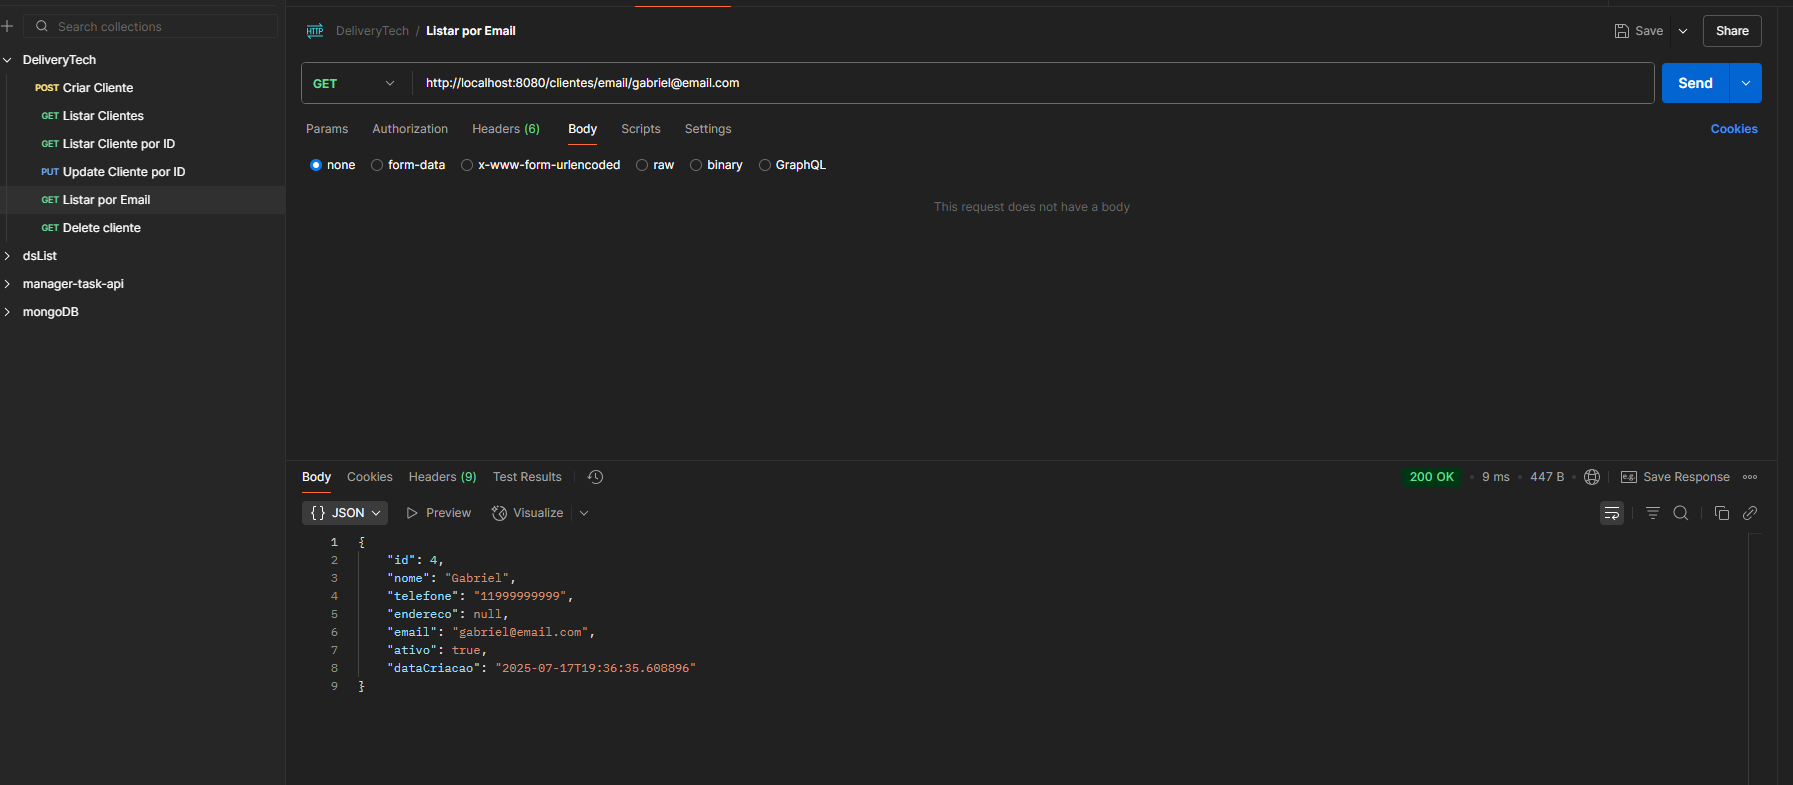 Search collections
DeliveryTech
POST Criar Cliente
GET Listar Clientes
GET Listar Cliente por ID
PUT Update Cliente por ID
GET Listar por Email
GET Delete cliente
dsList
manager-task-api
mongoDB
HTTP DeliveryTech / Listar por Email
Save
Share
GET http://localhost:8080/clientes/email/gabriel@email.com
Send
Params Authorization Headers (6) Body Scripts Settings
Cookies
none form-data x-www-form-urlencoded raw binary GraphQL
This request does not have a body
Body Cookies Headers (9) Test Results
200 OK • 9 ms • 447 B e.g. Save Response
{} JSON Preview Visualize
1 {
2 "id": 4,
3 "nome": "Gabriel",
4 "telefone": "11999999999",
5 "endereco": null,
6 "email": "gabriel@email.com",
7 "ativo": true,
8 "dataCriacao": "2025-07-17T19:36:35.608896"
9 }